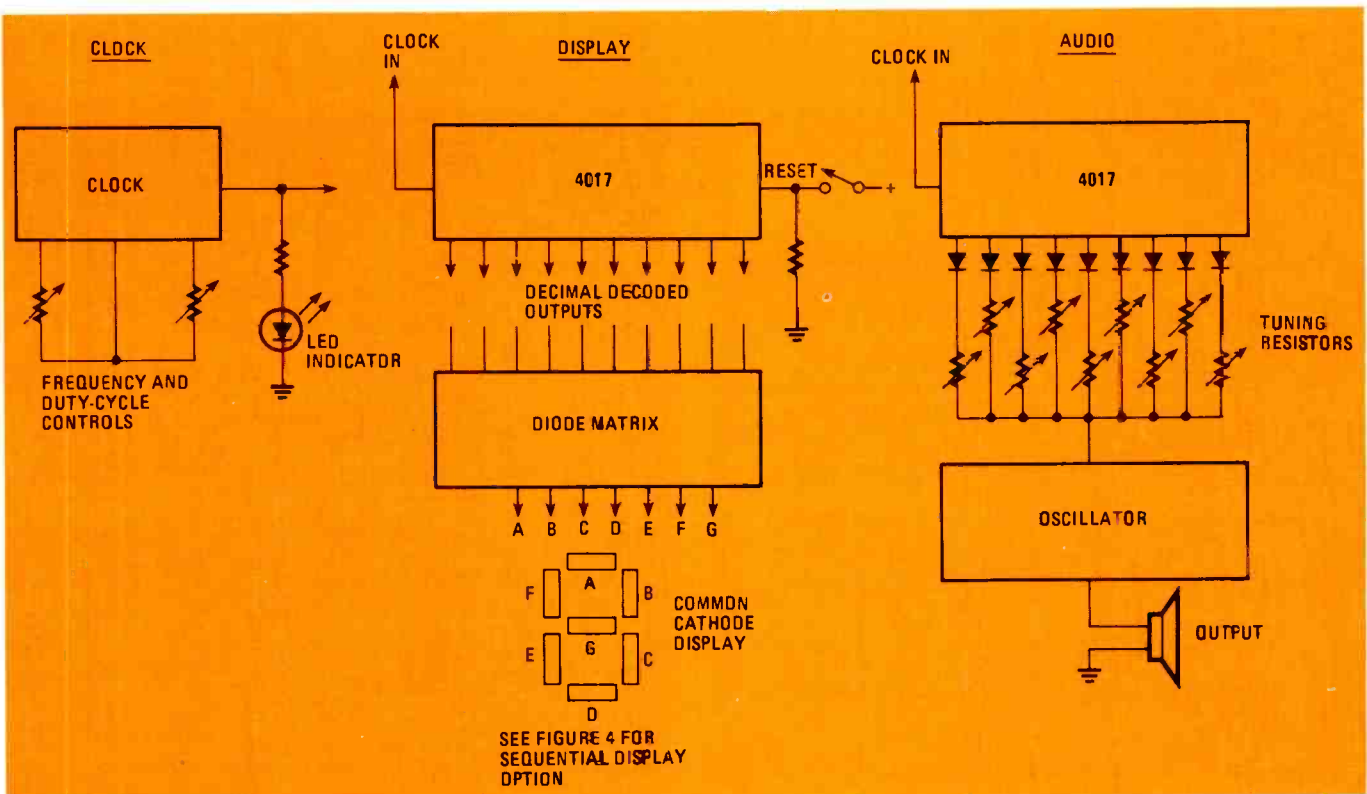 CLOCK
CLOCK
FREQUENCY AND
DUTY-CYCLE
CONTROLS
LED
INDICATOR
CLOCK
IN
DISPLAY
4017
RESET
+
DECIMAL DECODED
OUTPUTS
DIODE MATRIX
A B C D E F G
A
F
B
G
E
C
D
COMMON
CATHODE
DISPLAY
SEE FIGURE 4 FOR
SEQUENTIAL DISPLAY
OPTION
AUDIO
CLOCK IN
4017
TUNING
RESISTORS
OSCILLATOR
OUTPUT